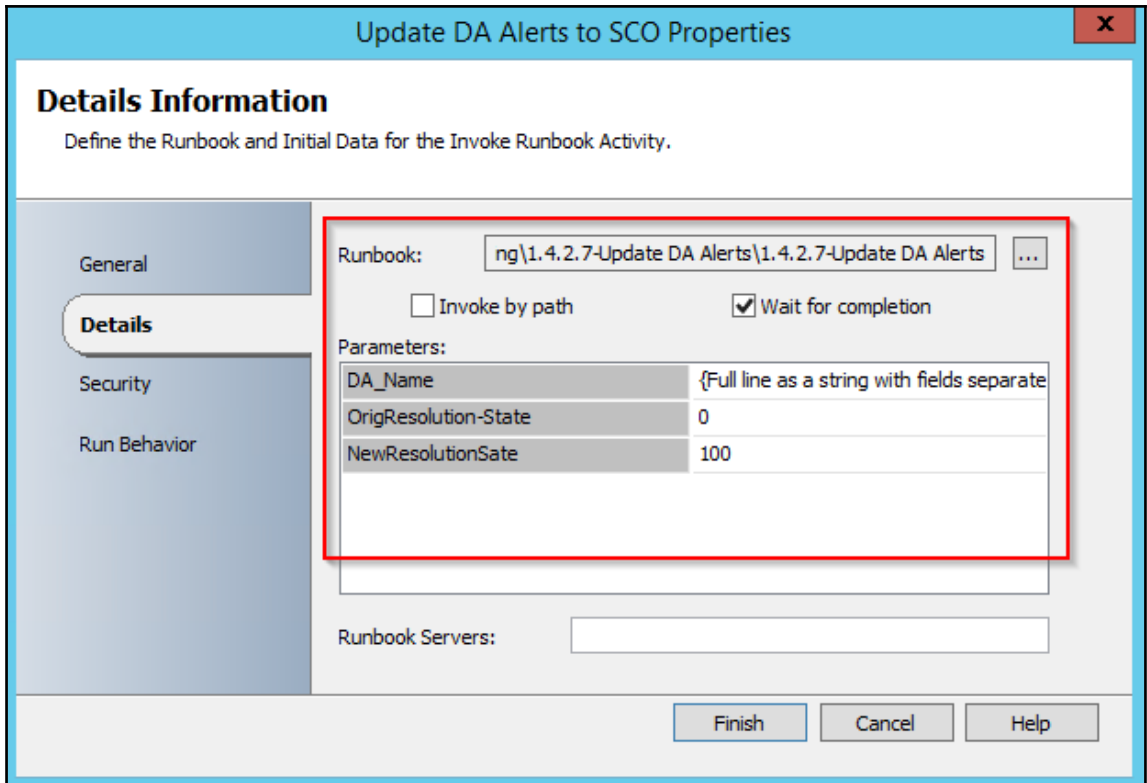 Update DA Alerts to SCO Properties
x
Details Information
Define the Runbook and Initial Data for the Invoke Runbook Activity.
General
Details
Security
Run Behavior
Runbook: ng\1.4.2.7-Update DA Alerts\1.4.2.7-Update DA Alerts ...
Invoke by path Wait for completion
Parameters:
DA_Name {Full line as a string with fields separate
OrigResolution-State 0
NewResolutionSate 100
Runbook Servers:
Finish Cancel Help